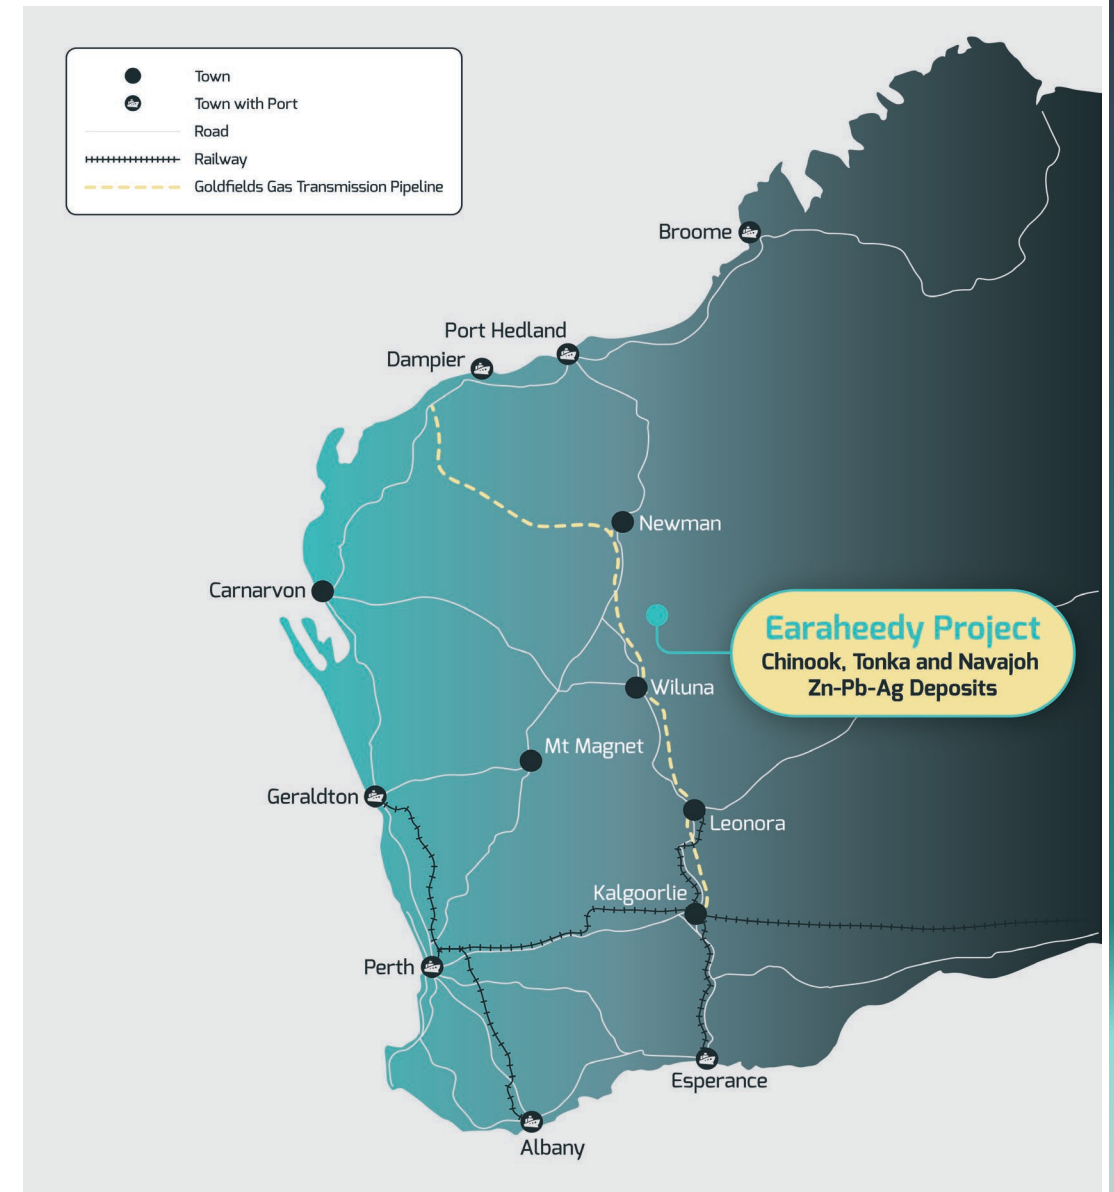 Town
Town with Port
Road
Railway
Goldfields Gas Transmission Pipeline
Broome
Port Hedland
Dampier
Newman
Carnarvon
Earaheedy Project
Chinook, Tonka and Navajoh
Zn-Pb-Ag Deposits
Wiluna
Mt Magnet
Geraldton
Leonora
Kalgoorlie
Perth
Esperance
Albany